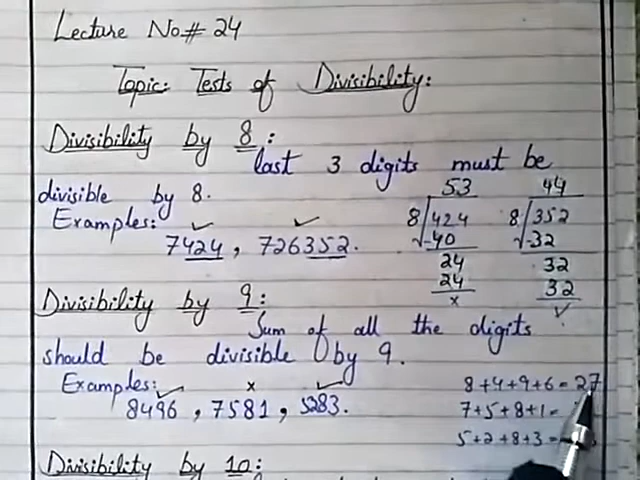 Lecture No# 24
Topic: Tests of Divisibility:
Divisibility by 8:
last 3 digits must be
divisible by 8.
Examples:
7424, 726352.
53
8 424
-40
24
24
x
44
8 352
-32
32
32
✓
Divisibility by 9:
Sum of all the digits
should be divisible by 9.
Examples:
8496, 7581, 5283.
8+4+9+6=27
7+5+8+1=
5+2+8+3=
Divisibility by 10: